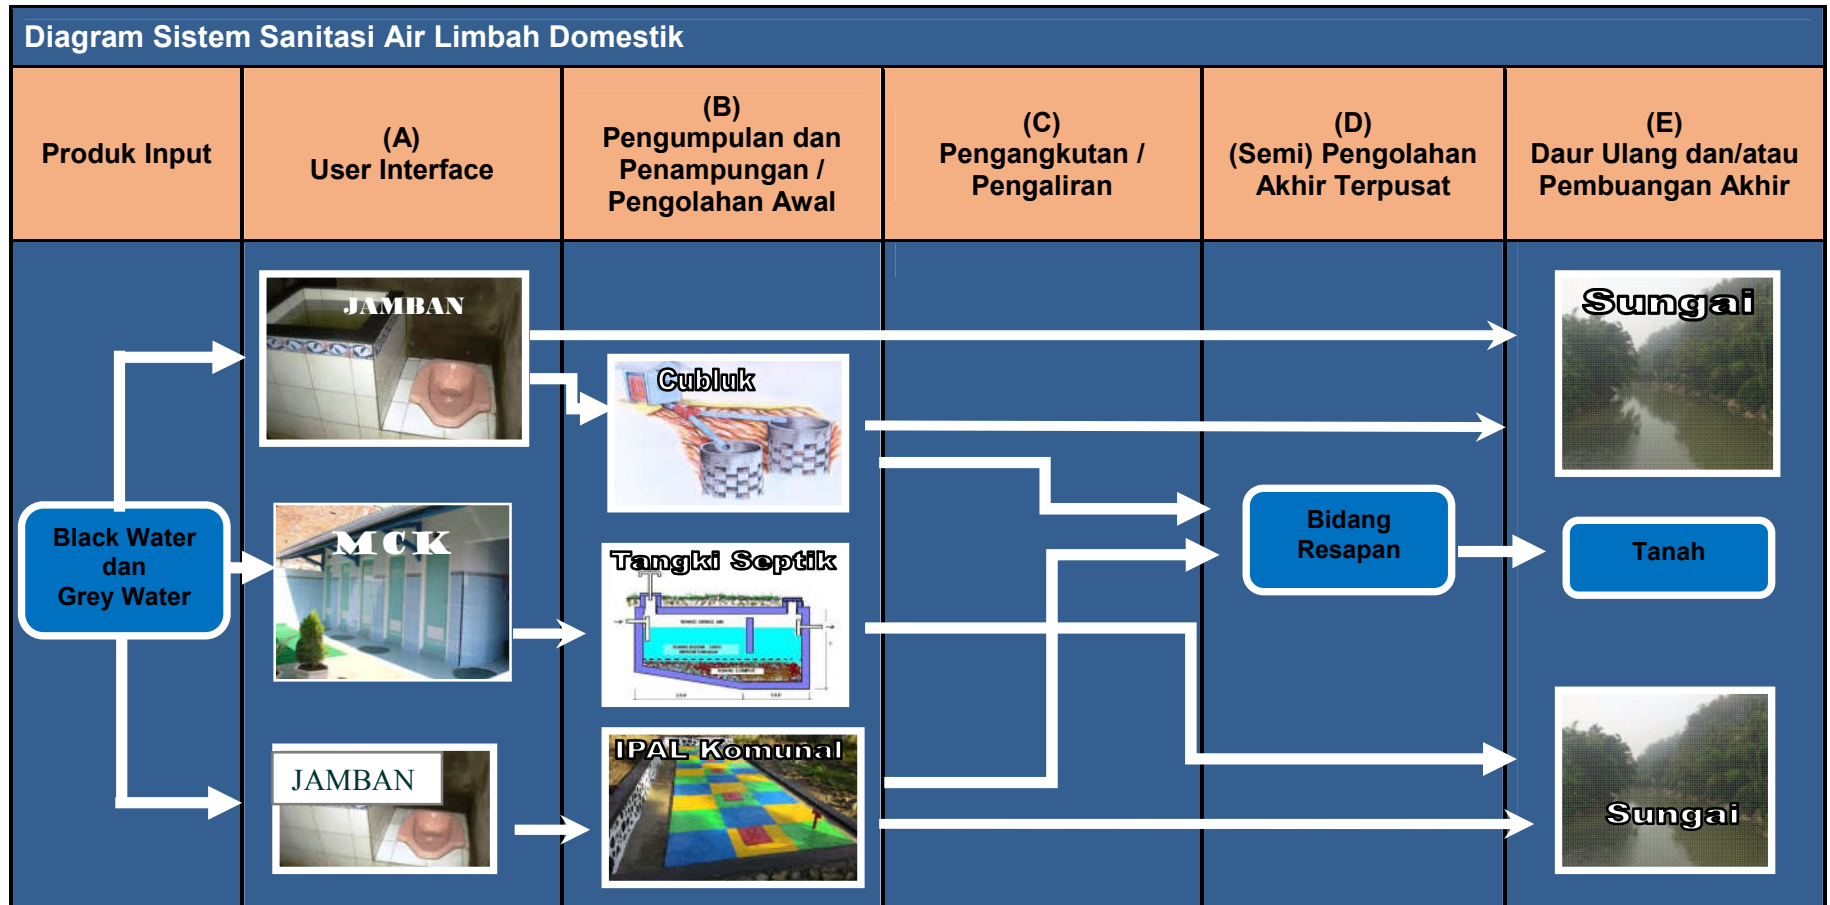 Diagram Sistem Sanitasi Air Limbah Domestik
Produk Input
(A)
User Interface
(B)
Pengumpulan dan
Penampungan /
Pengolahan Awal
(C)
Pengangkutan /
Pengaliran
(D)
(Semi) Pengolahan
Akhir Terpusat
(E)
Daur Ulang dan/atau
Pembuangan Akhir
Black Water
dan
Grey Water
JAMBAN
MCK
JAMBAN
Cubluk
Tangki Septik
IPAL Komunal
Bidang
Resapan
Sungai
Tanah
Sungai